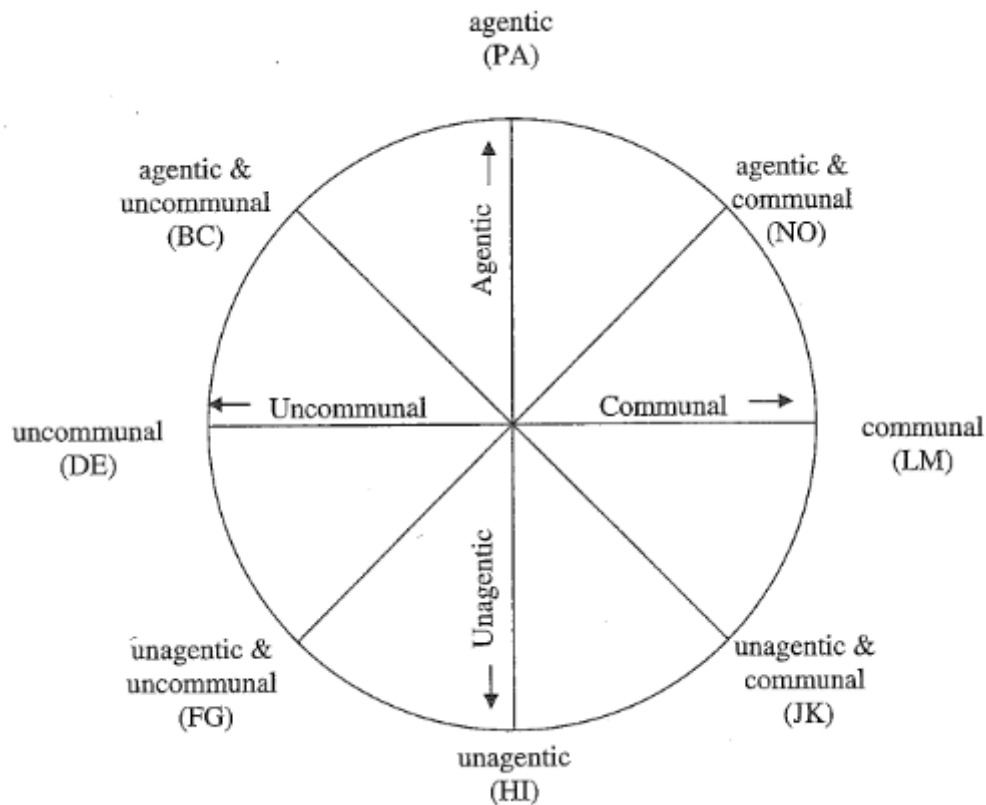 agentic
(PA)
agentic &
uncommunal
(BC)
agentic &
communal
(NO)
Agentic
Uncommunal
Communal
uncommunal
(DE)
communal
(LM)
Unagentic
unagentic &
uncommunal
(FG)
unagentic &
communal
(JK)
unagentic
(HI)